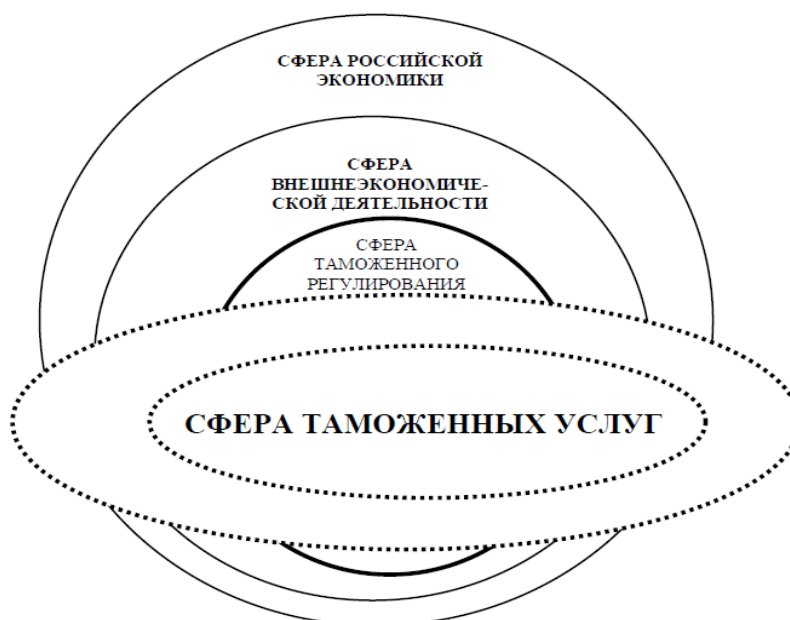 СФЕРА РОССИЙСКОЙ
ЭКОНОМИКИ
СФЕРА
ВНЕШНЕЭКОНОМИЧЕ-
СКОЙ ДЕЯТЕЛЬНОСТИ
СФЕРА
ТАМОЖЕННОГО
РЕГУЛИРОВАНИЯ
СФЕРА ТАМОЖЕННЫХ УСЛУГ